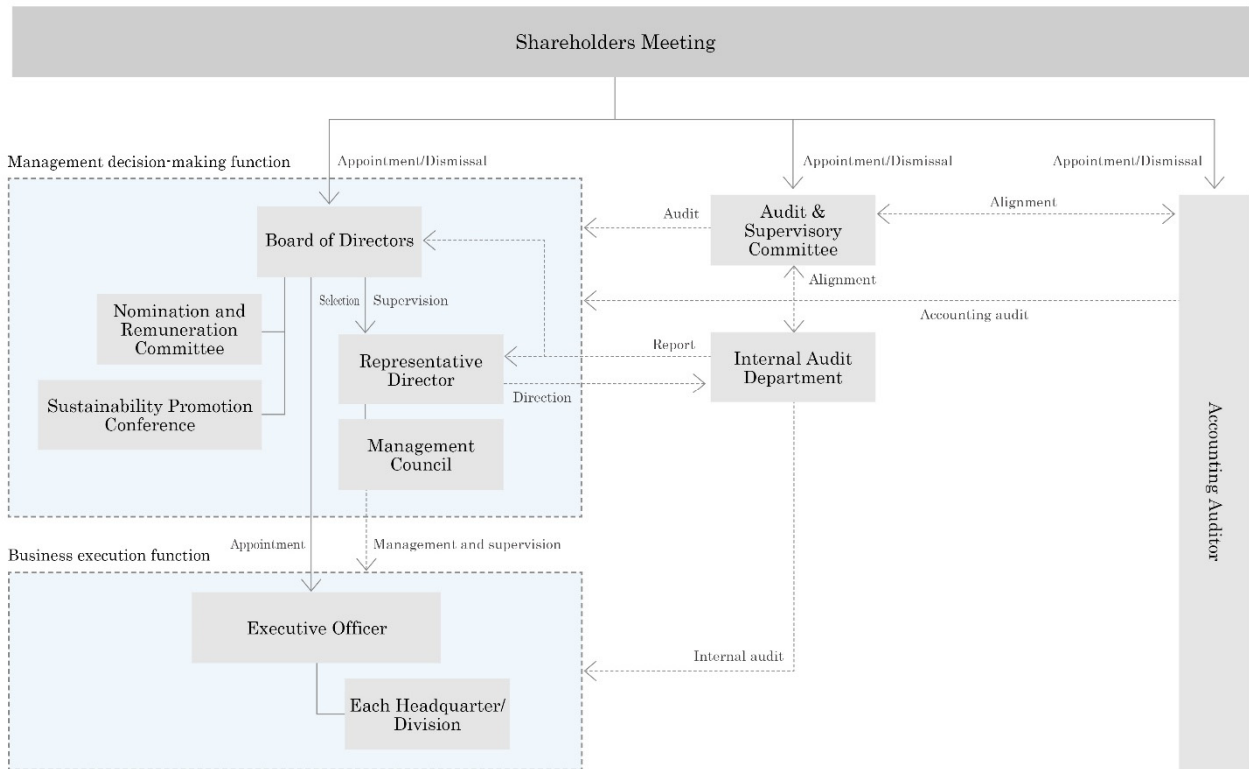 Shareholders Meeting
Management decision-making function
Appointment/Dismissal
Appointment/Dismissal
Appointment/Dismissal
Board of Directors
Audit
Audit &
Supervisory
Committee
Alignment
Alignment
Nomination and
Remuneration
Committee
Selection
Supervision
Accounting audit
Representative
Director
Report
Direction
Internal Audit
Department
Sustainability Promotion
Conference
Management
Council
Accounting Auditor
Business execution function
Appointment
Management and supervision
Executive Officer
Internal audit
Each Headquarter/
Division